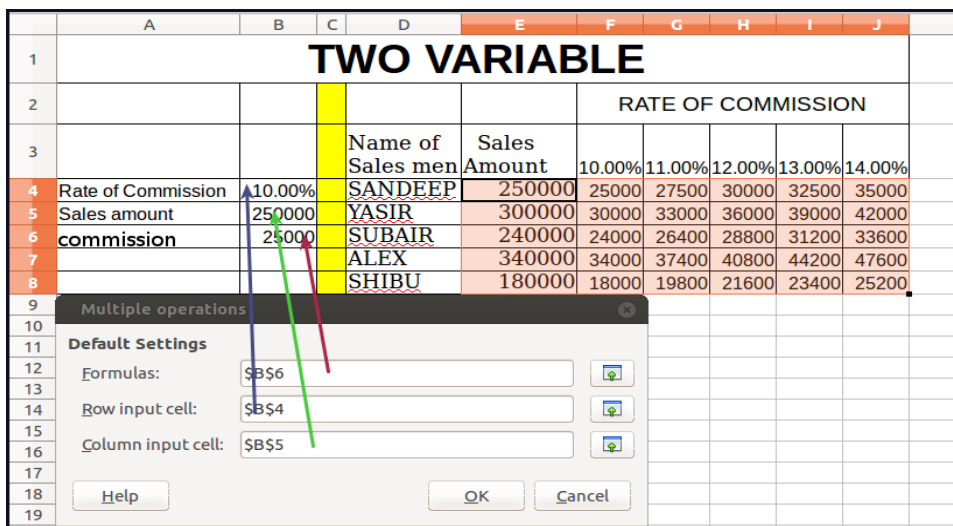 A B C D E F G H I J
1 TWO VARIABLE
2 RATE OF COMMISSION
3 Name of Sales men Sales Amount 10.00% 11.00% 12.00% 13.00% 14.00%
4 Rate of Commission 10.00% SANDEEP 250000 25000 27500 30000 32500 35000
5 Sales amount 250000 YASIR 300000 30000 33000 36000 39000 42000
6 commission 25000 SUBAIR 240000 24000 26400 28800 31200 33600
7 ALEX 340000 34000 37400 40800 44200 47600
8 SHIBU 180000 18000 19800 21600 23400 25200
9 Multiple operations
10
11 Default Settings
12 Formulas: $B$6
13
14 Row input cell: $B$4
15
16 Column input cell: $B$5
17
18 Help OK Cancel
19